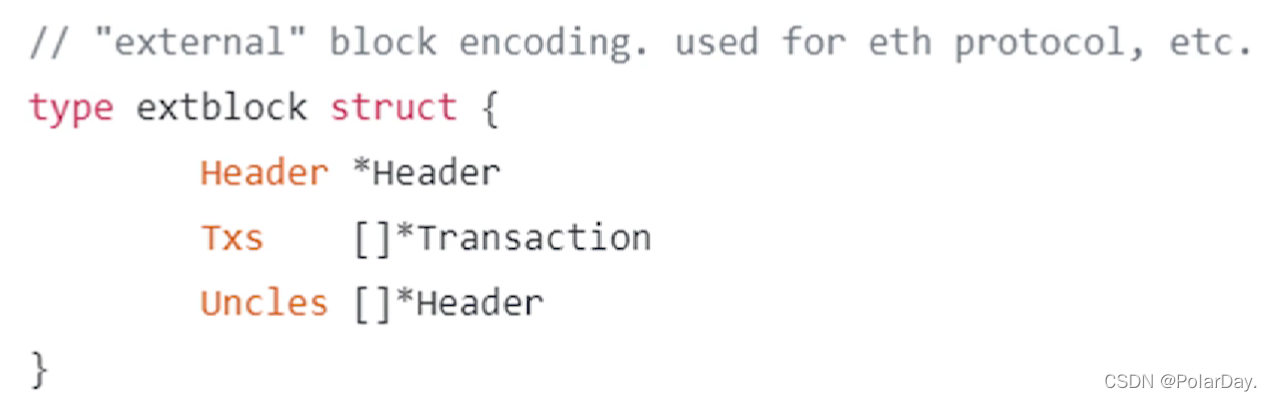 // "external" block encoding. used for eth protocol, etc.
type extblock struct {
Header *Header
Txs []*Transaction
Uncles []*Header
}
CSDN @PolarDay.